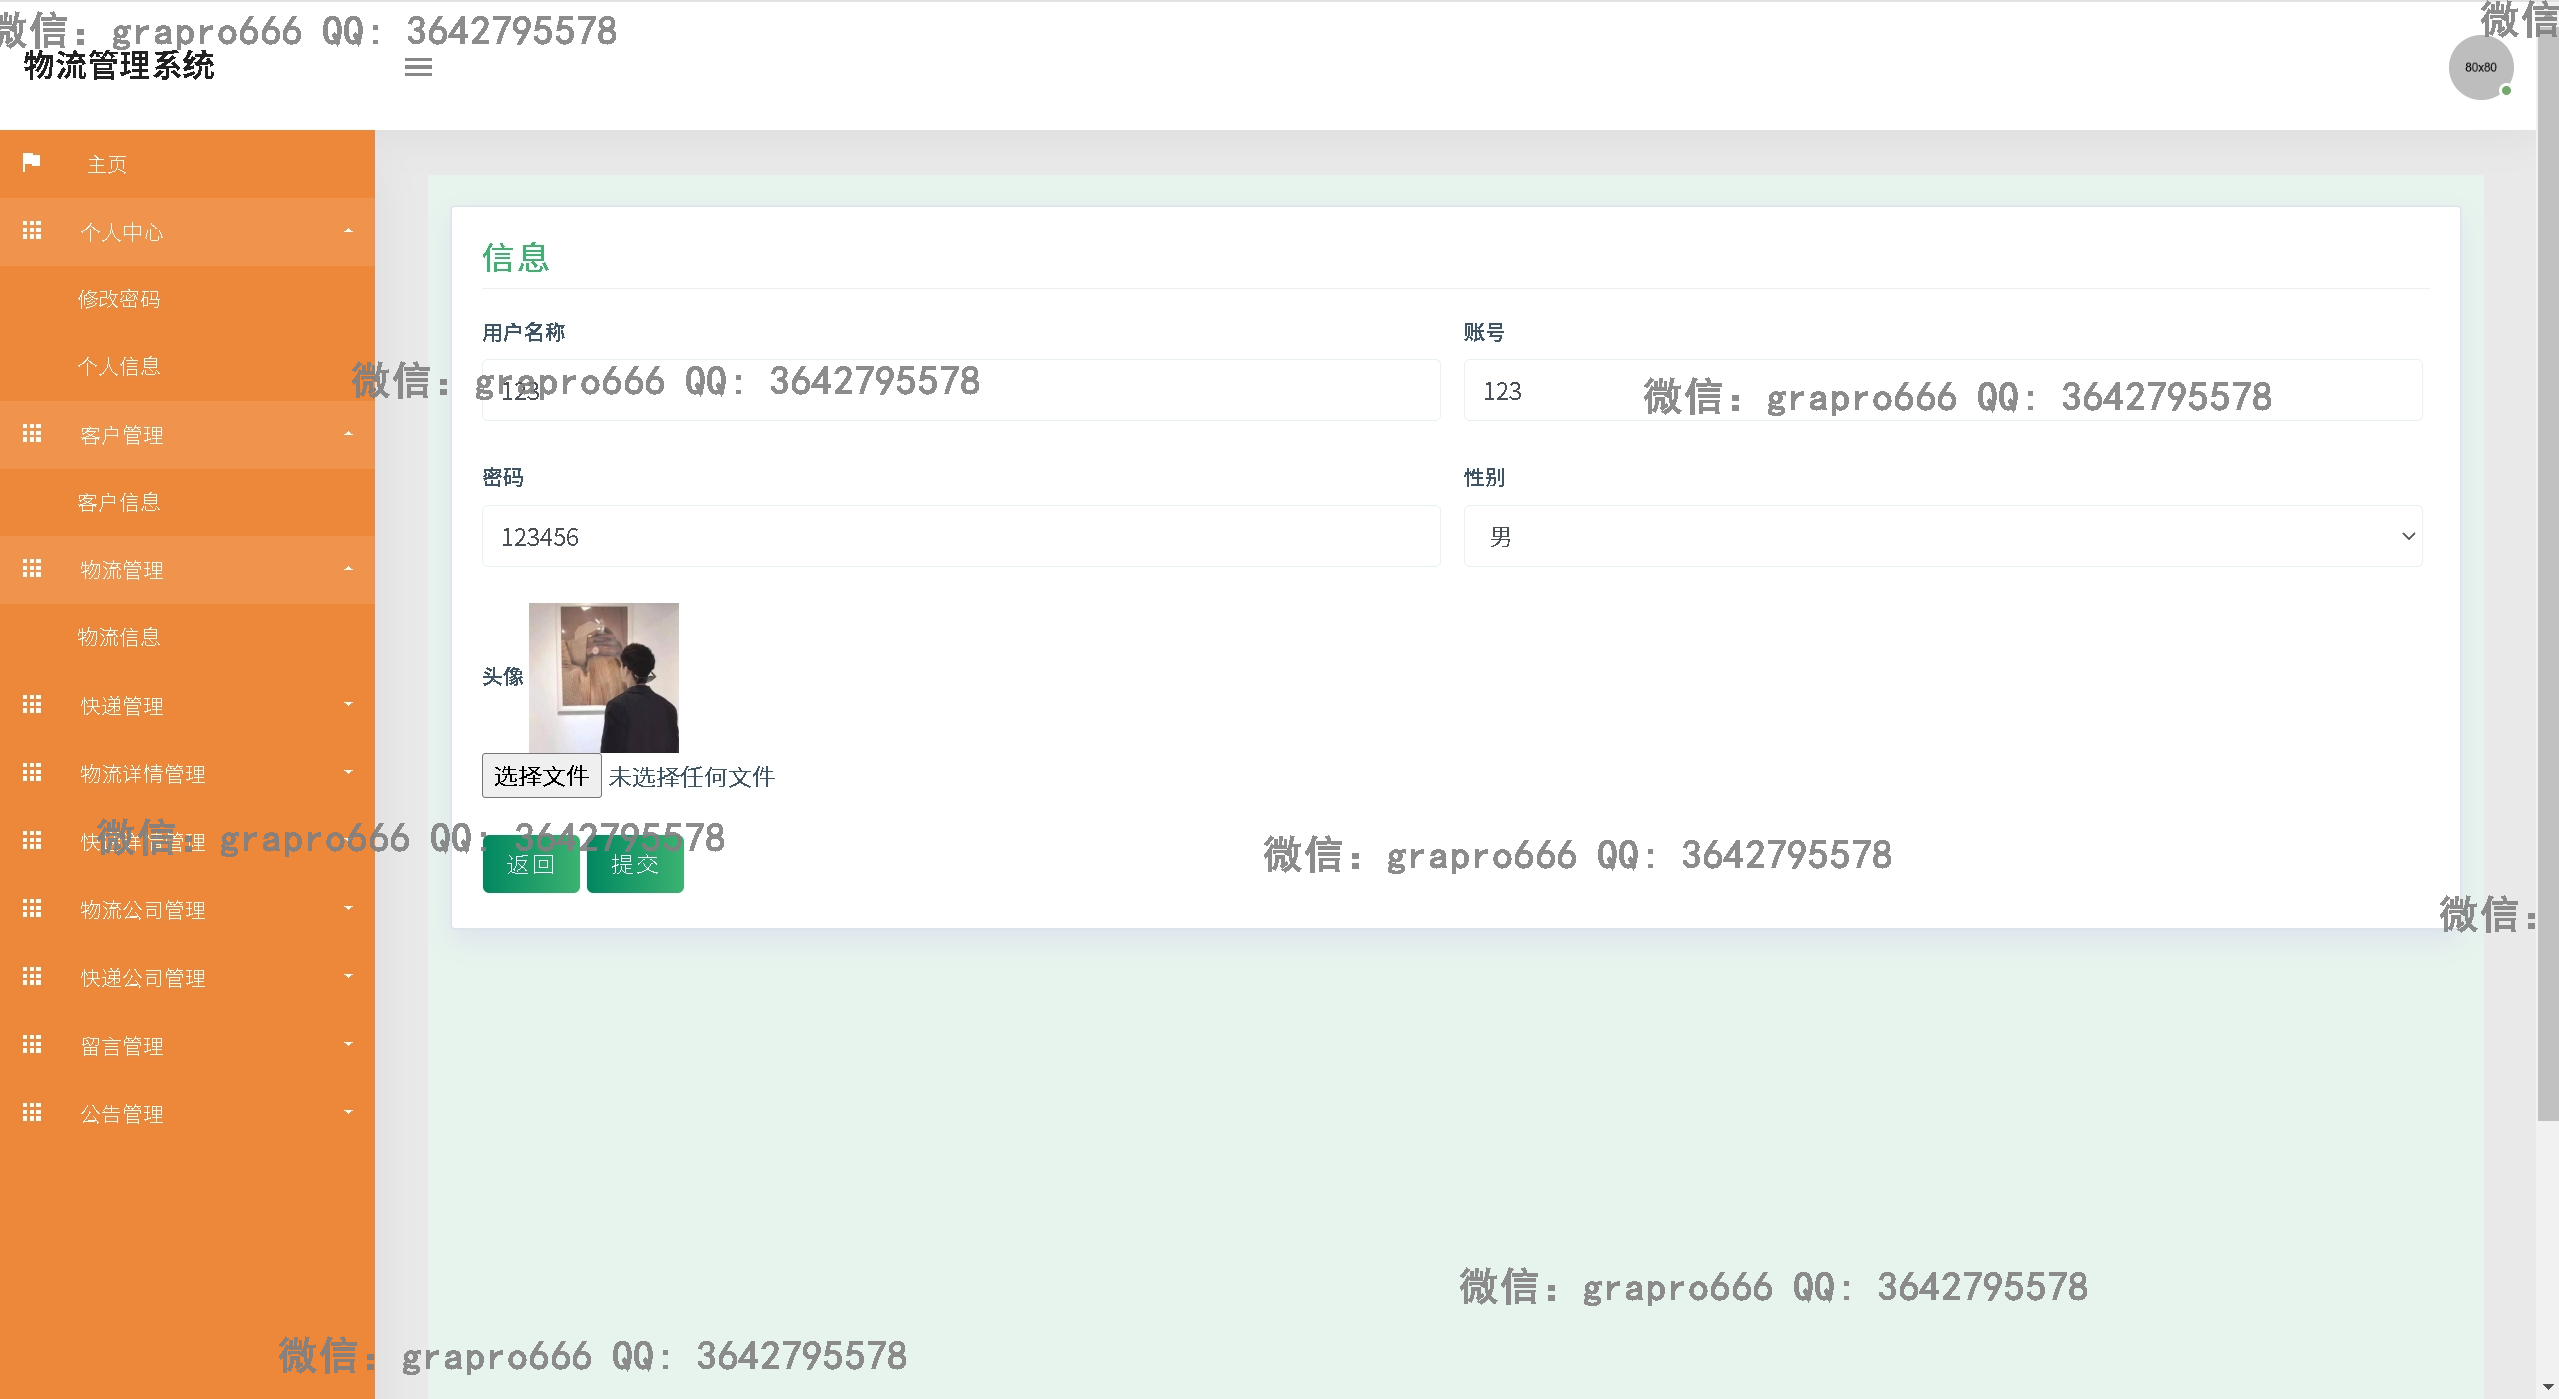 微信: grapro666 QQ: 3642795578
微信
物流管理系统
80x80
主页
个人中心
修改密码
个人信息
客户管理
客户信息
物流管理
物流信息
快递管理
物流详情管理
快递详情管理
物流公司管理
快递公司管理
留言管理
公告管理
信息
用户名称
账号
123
123
微信: grapro666 QQ: 3642795578
微信: grapro666 QQ: 3642795578
密码
性别
123456
男
头像
选择文件 未选择任何文件
微信: grapro666 QQ: 3642795578
返回 提交
微信: grapro666 QQ: 3642795578
微信:
微信: grapro666 QQ: 3642795578
微信: grapro666 QQ: 3642795578